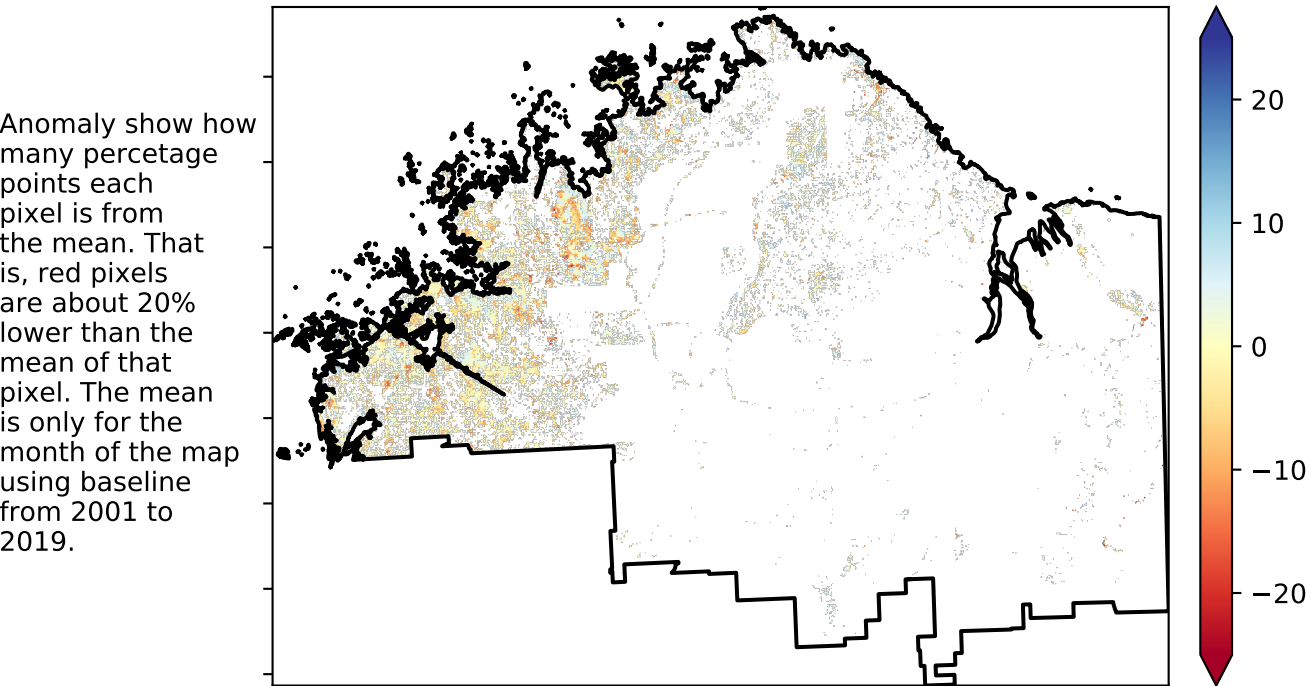 Anomaly show how
many percetage
points each
pixel is from
the mean. That
is, red pixels
are about 20%
lower than the
mean of that
pixel. The mean
is only for the
month of the map
using baseline
from 2001 to
2019.
20
10
0
−10
−20